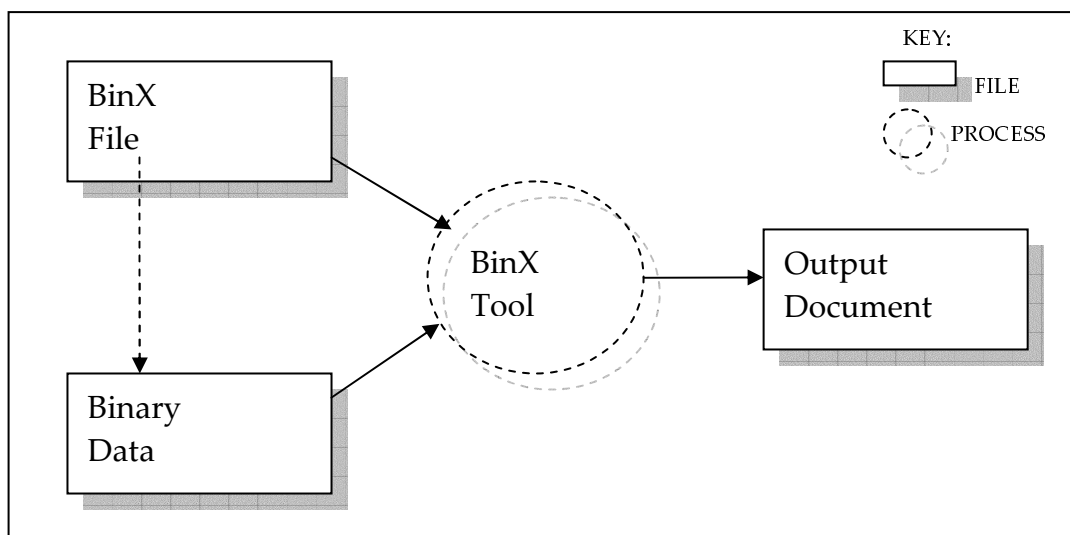 BinX
File
KEY:
FILE
PROCESS
BinX
Tool
Output
Document
Binary
Data